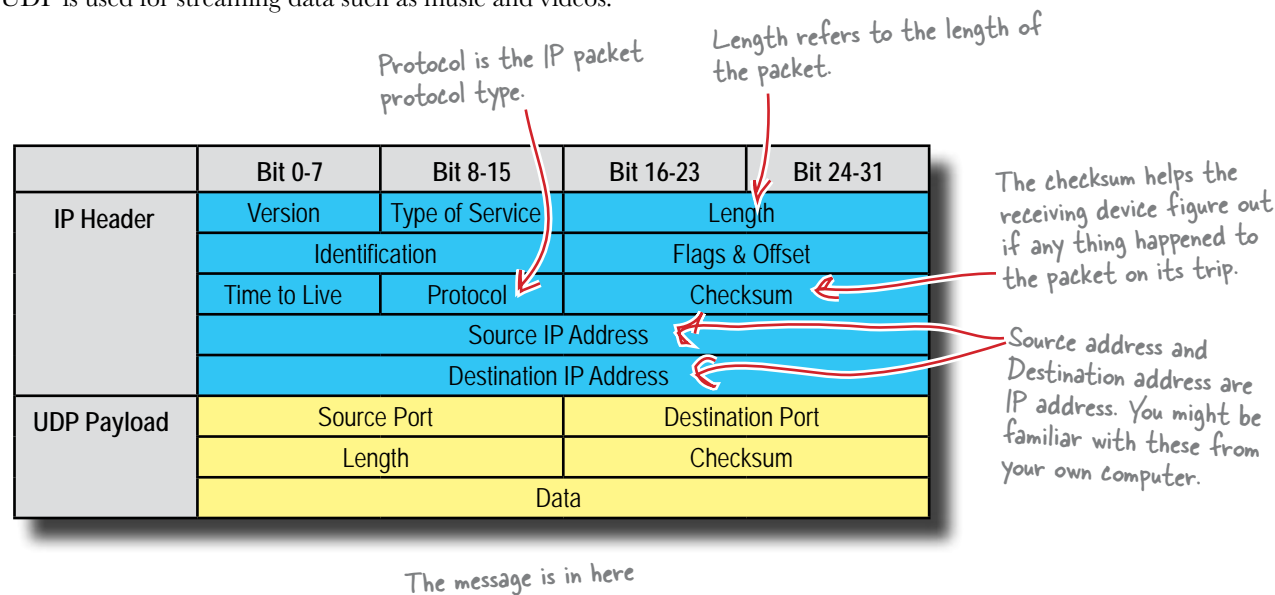 UDP is used for streaming data such as music and videos.
Protocol is the IP packet
protocol type.
Length refers to the length of
the packet.
Bit 0-7 Bit 8-15 Bit 16-23 Bit 24-31
IP Header Version Type of Service Length
Identification Flags & Offset
Time to Live Protocol Checksum
Source IP Address
Destination IP Address
UDP Payload Source Port Destination Port
Length Checksum
Data
The checksum helps the
receiving device figure out
if any thing happened to
the packet on its trip.
Source address and
Destination address are
IP address. You might be
familiar with these from
your own computer.
The message is in here